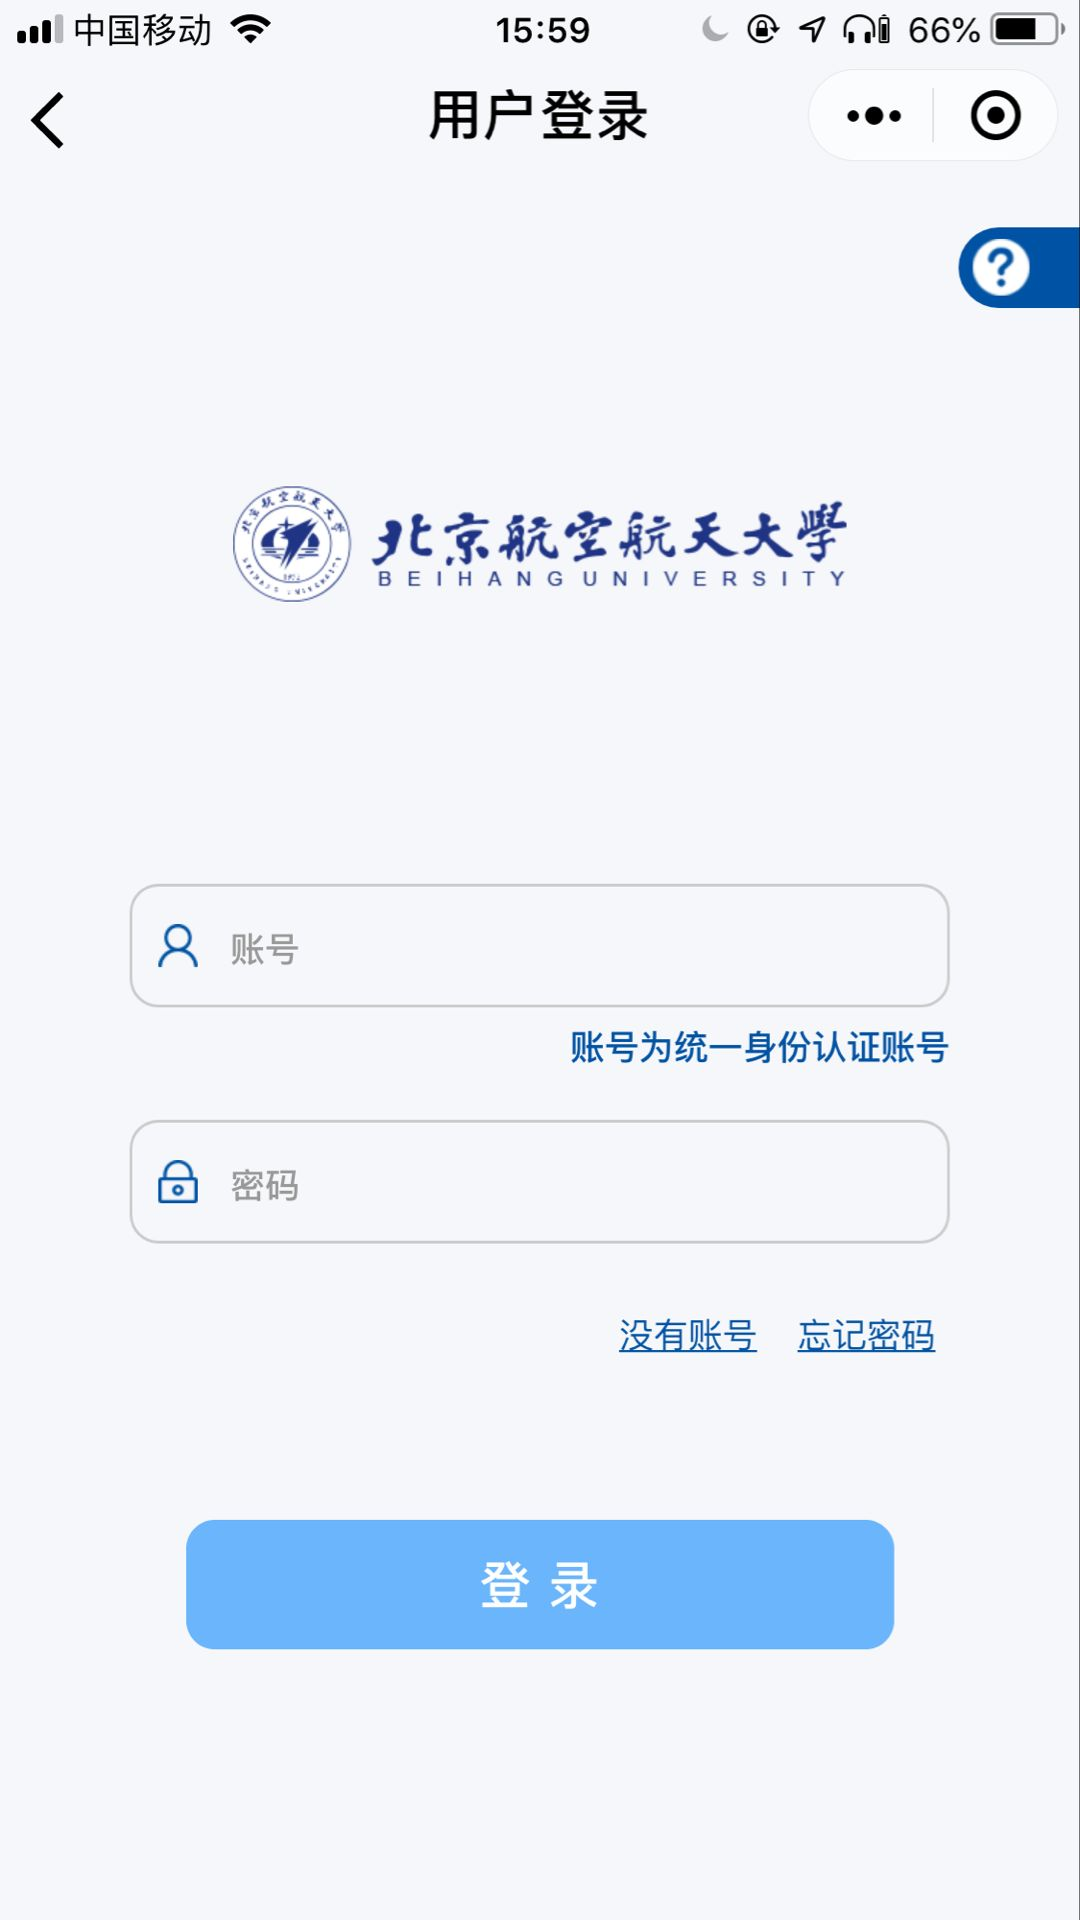 中国移动 15:59 66%
用户登录
北京航空航天大學
BEIHANG UNIVERSITY
账号
账号为统一身份认证账号
密码
没有账号 忘记密码
登录